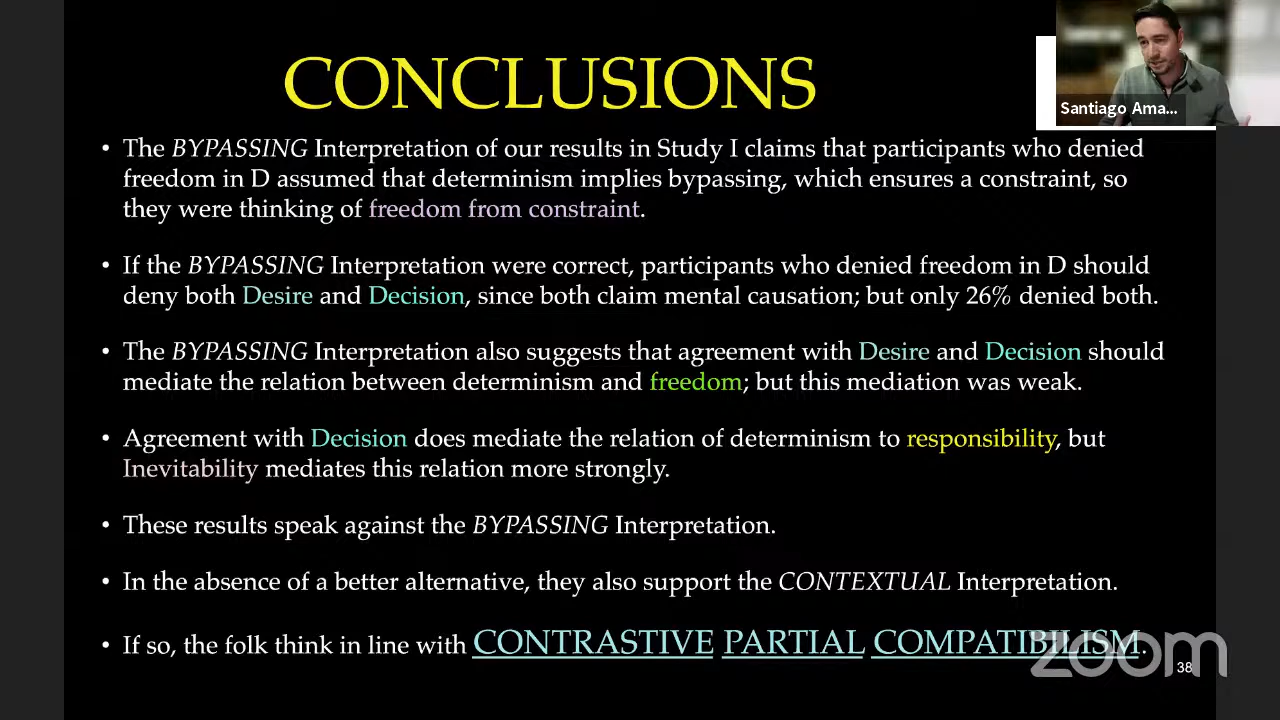 CONCLUSIONS
Santiago Ama...
• The BYPASSING Interpretation of our results in Study I claims that participants who denied
freedom in D assumed that determinism implies bypassing, which ensures a constraint, so
they were thinking of freedom from constraint.
• If the BYPASSING Interpretation were correct, participants who denied freedom in D should
deny both Desire and Decision, since both claim mental causation; but only 26% denied both.
• The BYPASSING Interpretation also suggests that agreement with Desire and Decision should
mediate the relation between determinism and freedom; but this mediation was weak.
• Agreement with Decision does mediate the relation of determinism to responsibility, but
Inevitability mediates this relation more strongly.
• These results speak against the BYPASSING Interpretation.
• In the absence of a better alternative, they also support the CONTEXTUAL Interpretation.
• If so, the folk think in line with CONTRASTIVE PARTIAL COMPATIBILISM.
zoom
38